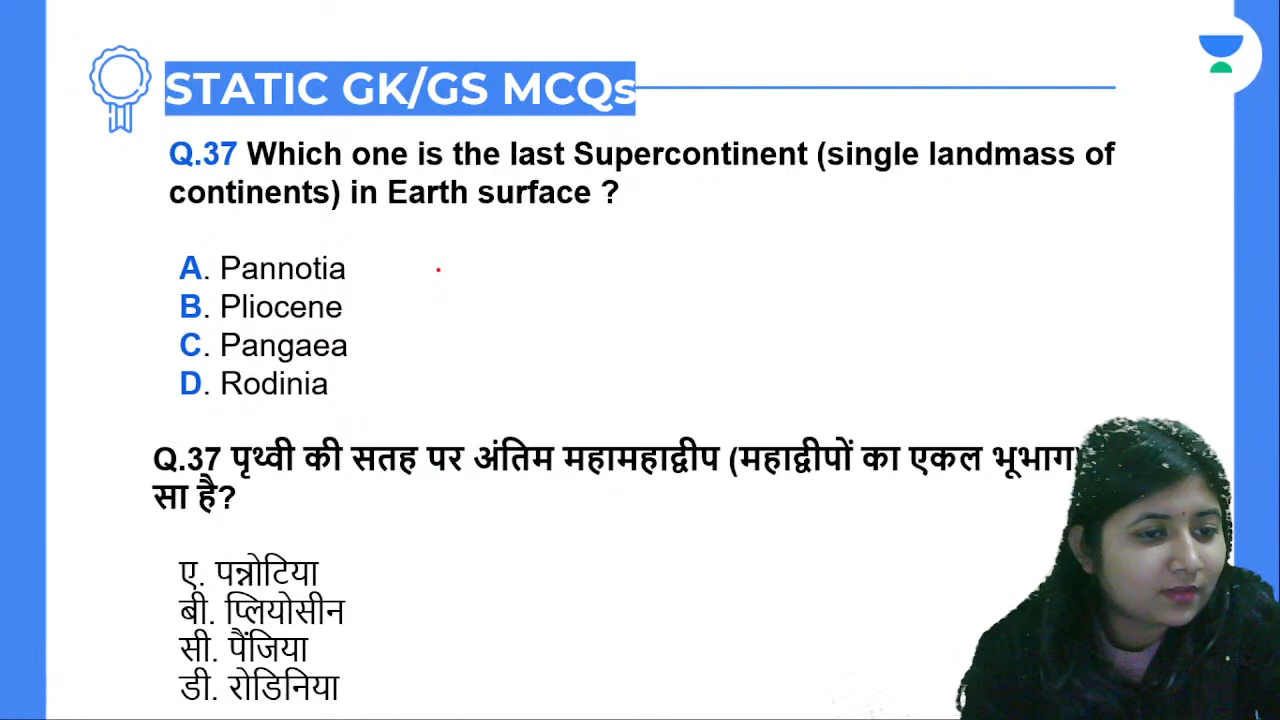 STATIC GK/GS MCQs
Q.37 Which one is the last Supercontinent (single landmass of
continents) in Earth surface ?
A. Pannotia
B. Pliocene
C. Pangaea
D. Rodinia
Q.37 पृथ्वी की सतह पर अंतिम महामहाद्वीप (महाद्वीपों का एकल भूभाग)
सा है?
ए. पन्नोटिया
बी. प्लियोसीन
सी. पैंजिया
डी. रोडिनिया